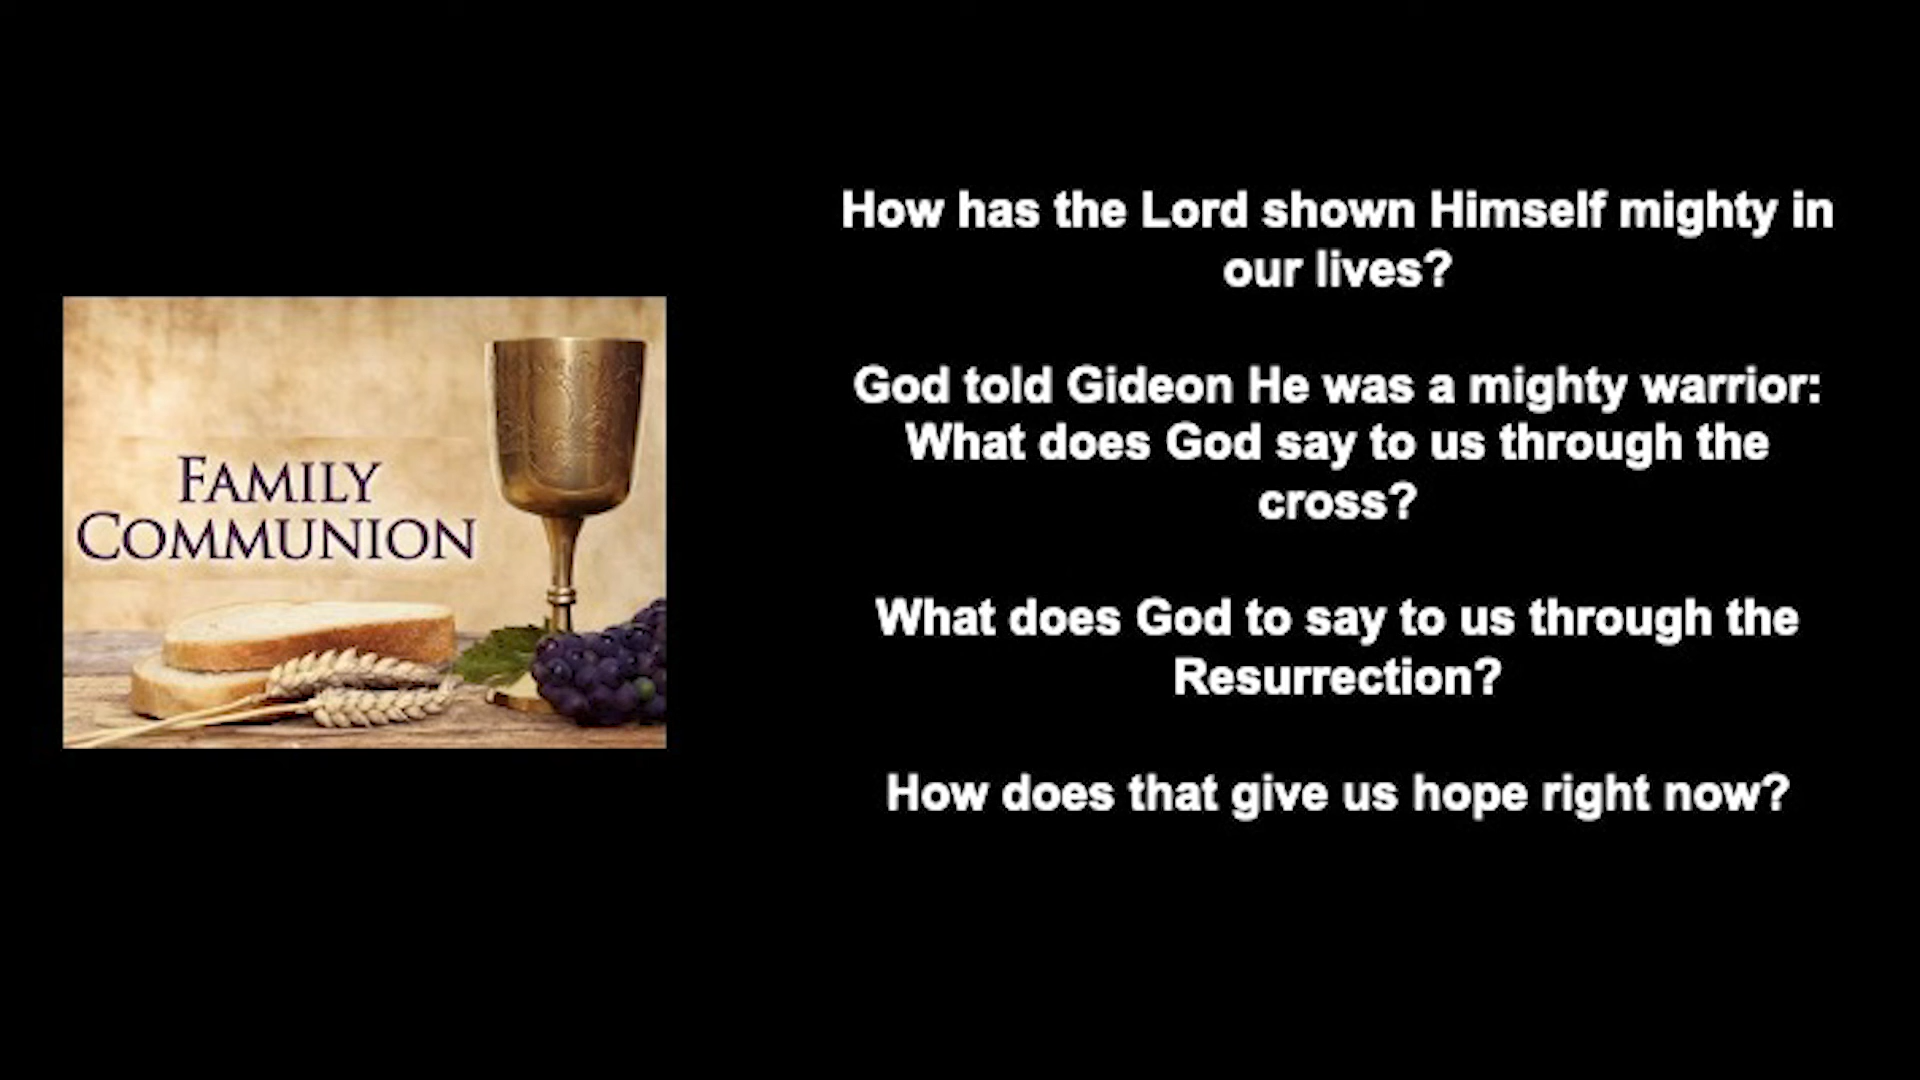 FAMILY
COMMUNION
How has the Lord shown Himself mighty in
our lives?
God told Gideon He was a mighty warrior:
What does God say to us through the
cross?
What does God to say to us through the
Resurrection?
How does that give us hope right now?